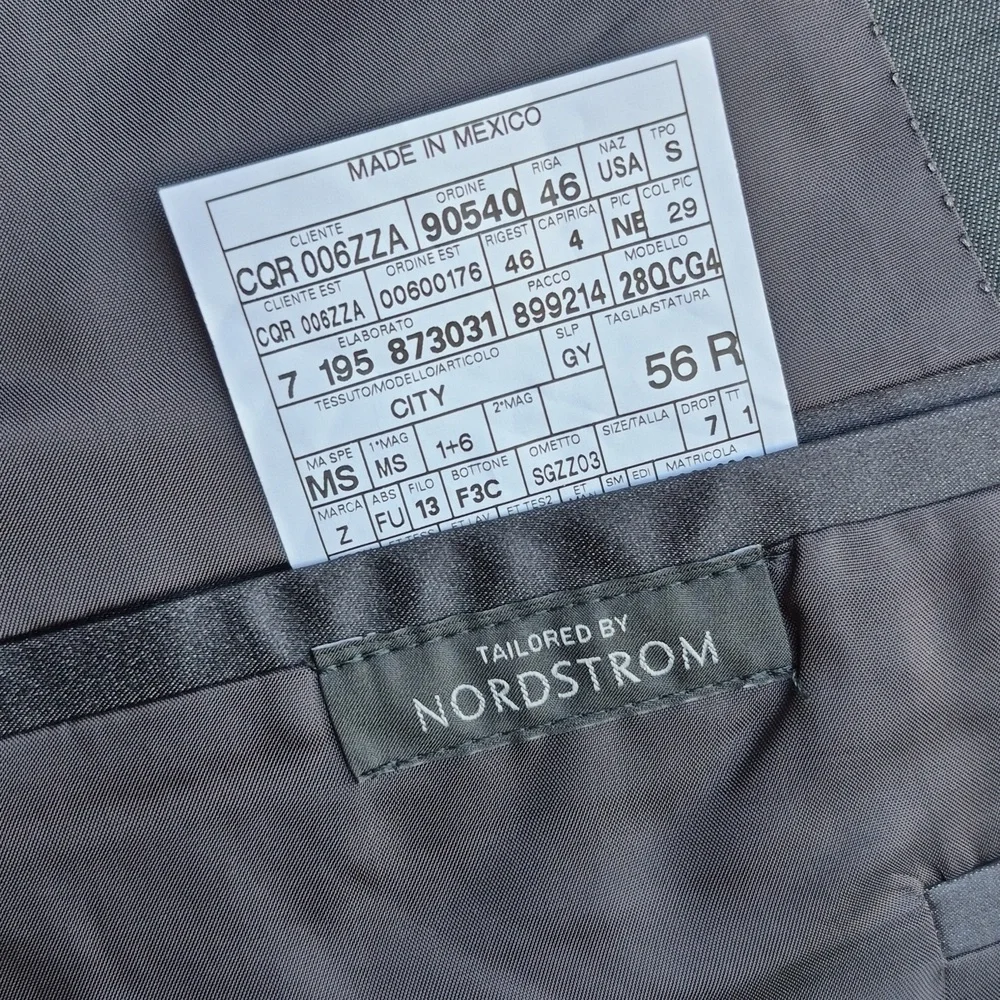 MADE IN MEXICO
CLIENTE ORDINE RIGA NAZ TPO
CQR 006ZZA 90540 46 USA S
CLIENTE EST ORDINE EST RIGEST CAPIRIGA PIC COL PIC
CQR 006ZZA 00600176 46 4 NE 29
ELABORATO PACCO MODELLO
7 195 873031 899214 28QCG4
TESSUTO/MODELLO/ARTICOLO SLP TAGLIA/STATURA
CITY GY 56 R
MA SPE 1°MAG 2°MAG SIZE/TALLA DROP TT
MS MS 1+6 7 1
MARCA ABS FILO BOTTONE OMETTO SM EDI MATRICOLA
Z FU 13 F3C SGZZ03
TAILORED BY
NORDSTROM